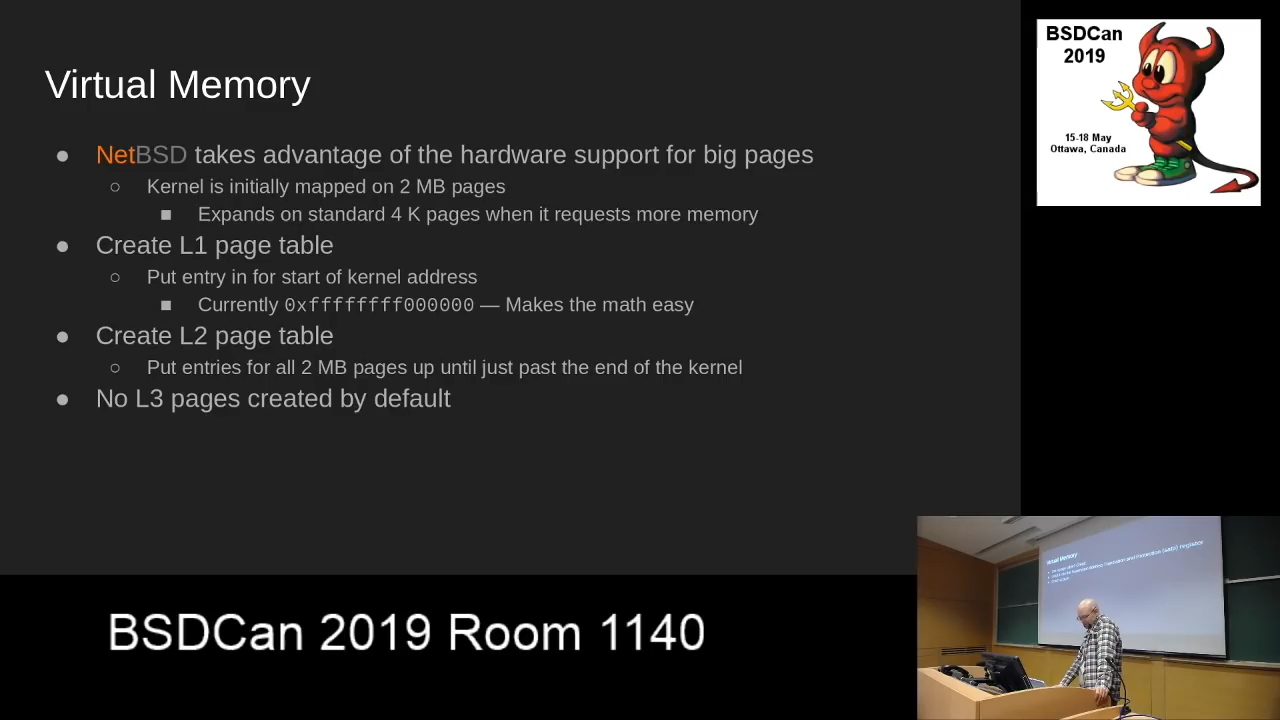 Virtual Memory
● NetBSD takes advantage of the hardware support for big pages
○ Kernel is initially mapped on 2 MB pages
■ Expands on standard 4 K pages when it requests more memory
● Create L1 page table
○ Put entry in for start of kernel address
■ Currently 0xffffffff000000 — Makes the math easy
● Create L2 page table
○ Put entries for all 2 MB pages up until just past the end of the kernel
● No L3 pages created by default
BSDCan
2019
15-18 May
Ottawa, Canada
BSDCan 2019 Room 1140
Virtual Memory